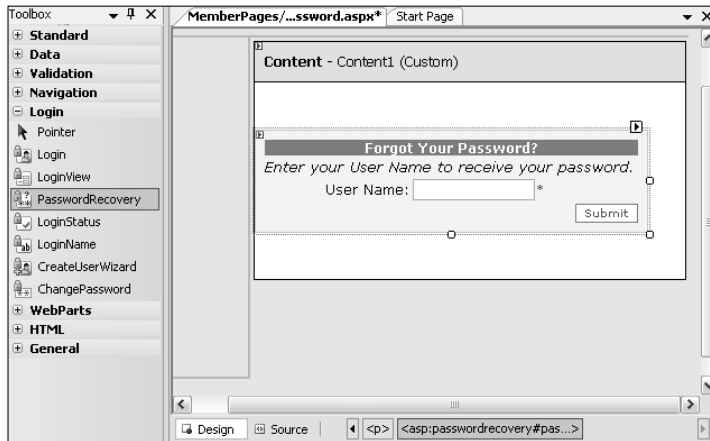 Toolbox
Standard
Data
Validation
Navigation
Login
Pointer
Login
LoginView
PasswordRecovery
LoginStatus
LoginName
CreateUserWizard
ChangePassword
WebParts
HTML
General
MemberPages/...ssword.aspx* Start Page
Content - Content1 (Custom)
Forgot Your Password?
Enter your User Name to receive your password.
User Name: *
Submit
Design Source <p> <asp:passwordrecovery#pas...>